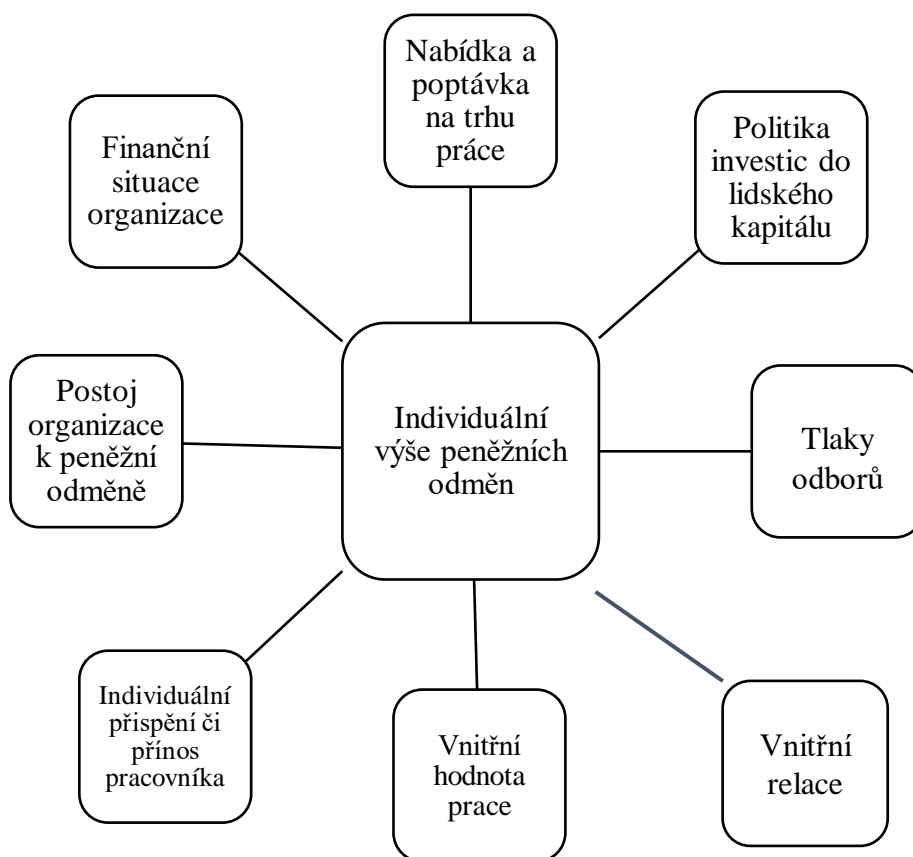 Nabídka a
poptávka
na trhu
práce
Finanční
situace
organizace
Politika
investic do
lidského
kapitálu
Postoj
organizace
k peněžní
odměně
Individuální
výše peněžních
odměn
Tlaky
odborů
Individuální
přispění či
přínos
pracovníka
Vnitřní
hodnota
prace
Vnitřní
relace